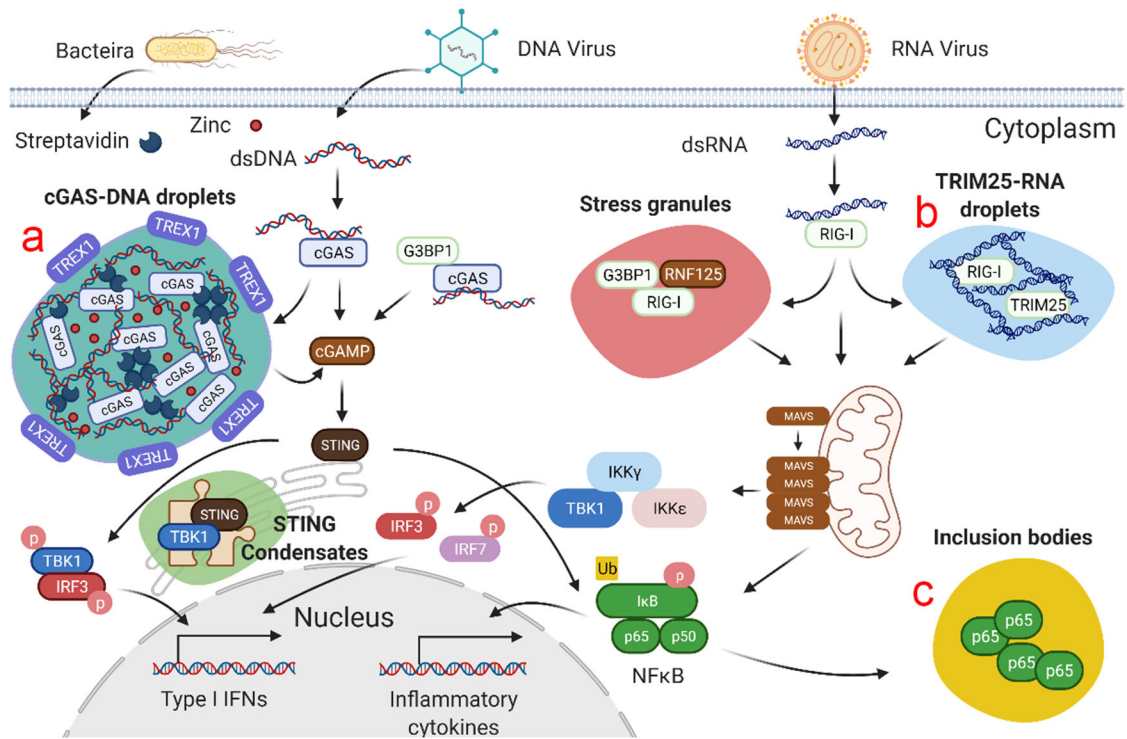 Bacteira
DNA Virus
RNA Virus
Streptavidin
Zinc
dsDNA
dsRNA
Cytoplasm
cGAS-DNA droplets
a
TREX1
TREX1
TREX1
TREX1
TREX1
TREX1
cGAS
cGAS
cGAS
cGAS
cGAS
cGAS
cGAS
cGAS
cGAS
G3BP1
cGAS
cGAMP
STING
Stress granules
G3BP1
RNF125
RIG-I
RIG-I
TRIM25-RNA
droplets
b
RIG-I
TRIM25
MAVS
MAVS
MAVS
MAVS
MAVS
IKKγ
TBK1
IKKε
STING
TBK1
STING
Condensates
p
TBK1
IRF3
p
p
IRF3
p
IRF7
Ub
p
IκB
p65
p50
NFκB
Inclusion bodies
c
p65
p65
p65
p65
Nucleus
Type I IFNs
Inflammatory
cytokines